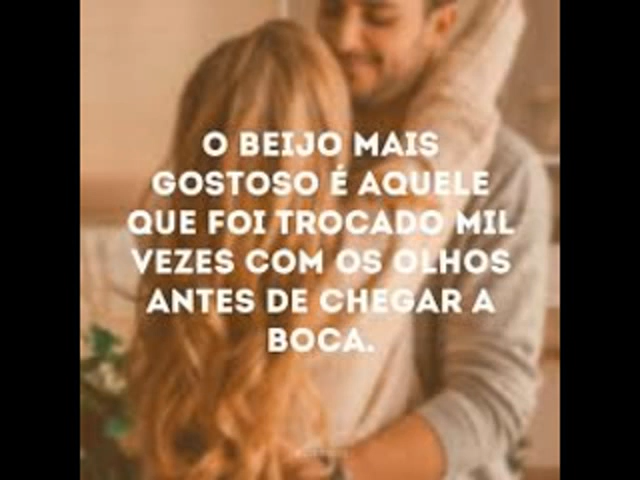 O BEIJO MAIS
GOSTOSO É AQUELE
QUE FOI TROCADO MIL
VEZES COM OS OLHOS
ANTES DE CHEGAR A
BOCA.